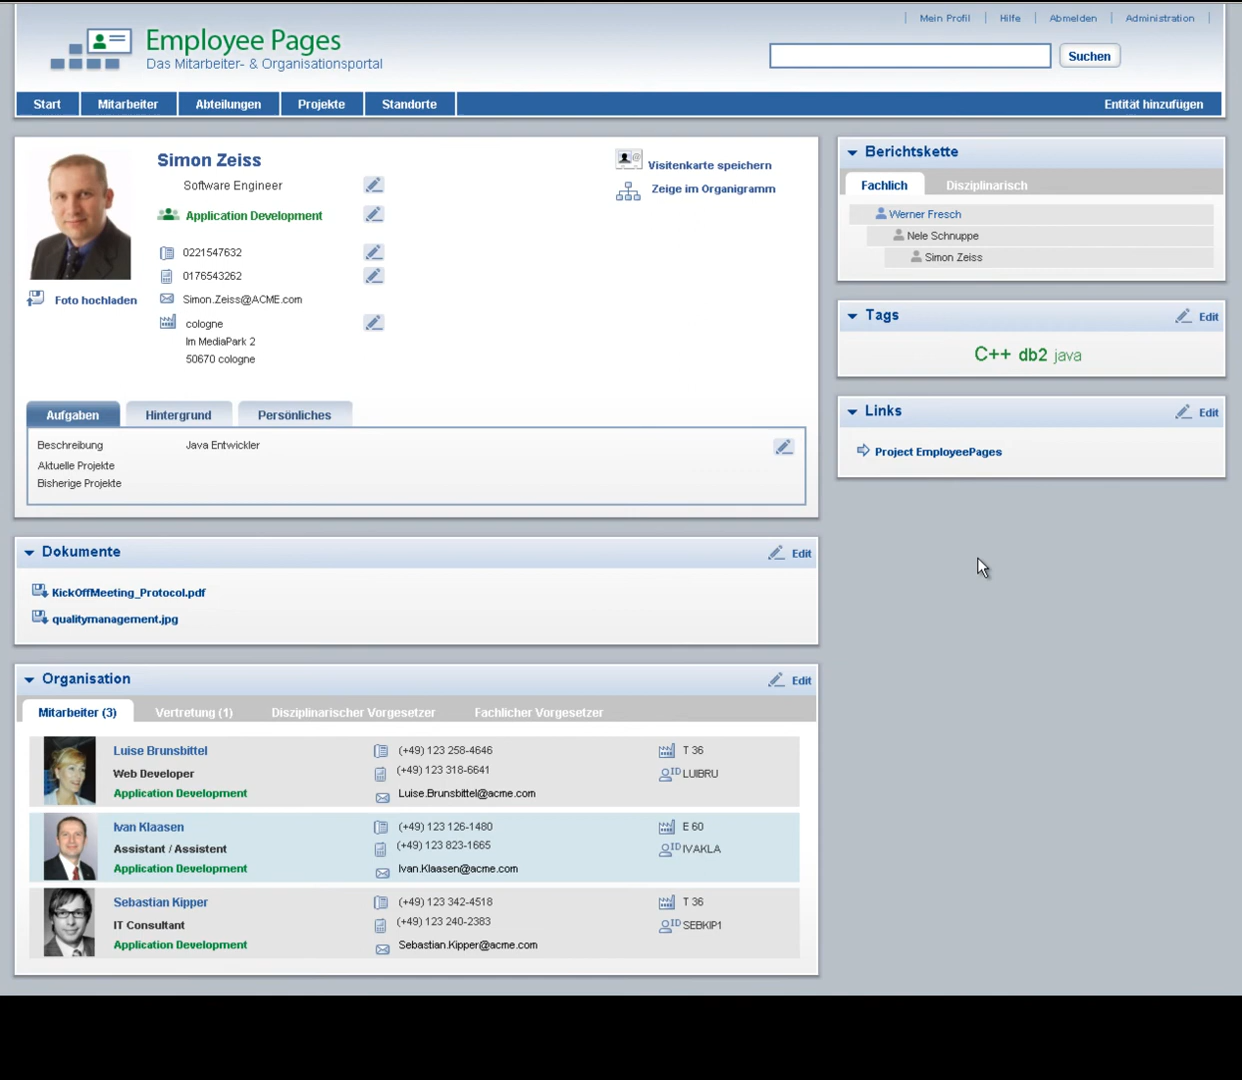 Mein Profil
Hilfe
Abmelden
Administration
Employee Pages
Das Mitarbeiter- & Organisationsportal
Suchen
Start
Mitarbeiter
Abteilungen
Projekte
Standorte
Entität hinzufügen
Simon Zeiss
Software Engineer
Application Development
0221547632
0176543262
Simon.Zeiss@ACME.com
cologne
Im MediaPark 2
50670 cologne
Foto hochladen
Visitenkarte speichern
Zeige im Organigramm
Aufgaben
Hintergrund
Persönliches
Beschreibung
Java Entwickler
Aktuelle Projekte
Bisherige Projekte
Berichtskette
Fachlich
Disziplinarisch
Werner Fresch
Nele Schnuppe
Simon Zeiss
Tags
Edit
C++ db2 java
Links
Edit
Project EmployeePages
Dokumente
Edit
KickOffMeeting_Protocol.pdf
qualitymanagement.jpg
Organisation
Edit
Mitarbeiter (3)
Vertretung (1)
Disziplinarischer Vorgesetzer
Fachlicher Vorgesetzer
Luise Brunsbittel
Web Developer
Application Development
(+49) 123 258-4646
(+49) 123 318-6641
Luise.Brunsbittel@acme.com
T 36
ID LUIBRU
Ivan Klaasen
Assistant / Assistent
Application Development
(+49) 123 126-1480
(+49) 123 823-1665
Ivan.Klaasen@acme.com
E 60
ID IVAKLA
Sebastian Kipper
IT Consultant
Application Development
(+49) 123 342-4518
(+49) 123 240-2383
Sebastian.Kipper@acme.com
T 36
ID SEBKIP1